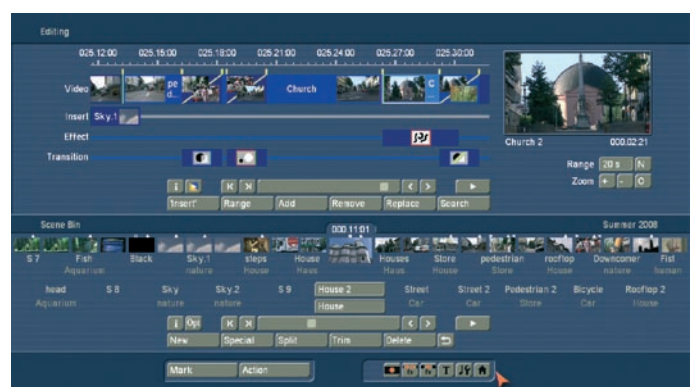 Editing
025.12:00 025.15:00 025.18:00 025.21:00 025.24:00 025.27:00 025.30:00
Video pe d... Church C ...
Insert Sky.1
Effect
Transition
Church 2 000.02:21
Range 20 s N
Zoom + - O
i
'Insert' Range Add Remove Replace Search
Scene Bin 000.11:01 Summer 2008
S 7 Fish Black Sky.1 steps House Houses Store pedestrian rooftop Downcomer Fist
Aquarium nature House Haus Haus House Store House nature human
head S 8 Sky Sky.2 S 9 House 2 Street Street 2 Pedestrian 2 Bicycle Rooftop 2
Aquarium nature nature House Car Car Store Car House
i Opt
New Special Split Trim Delete
Mark Action
T